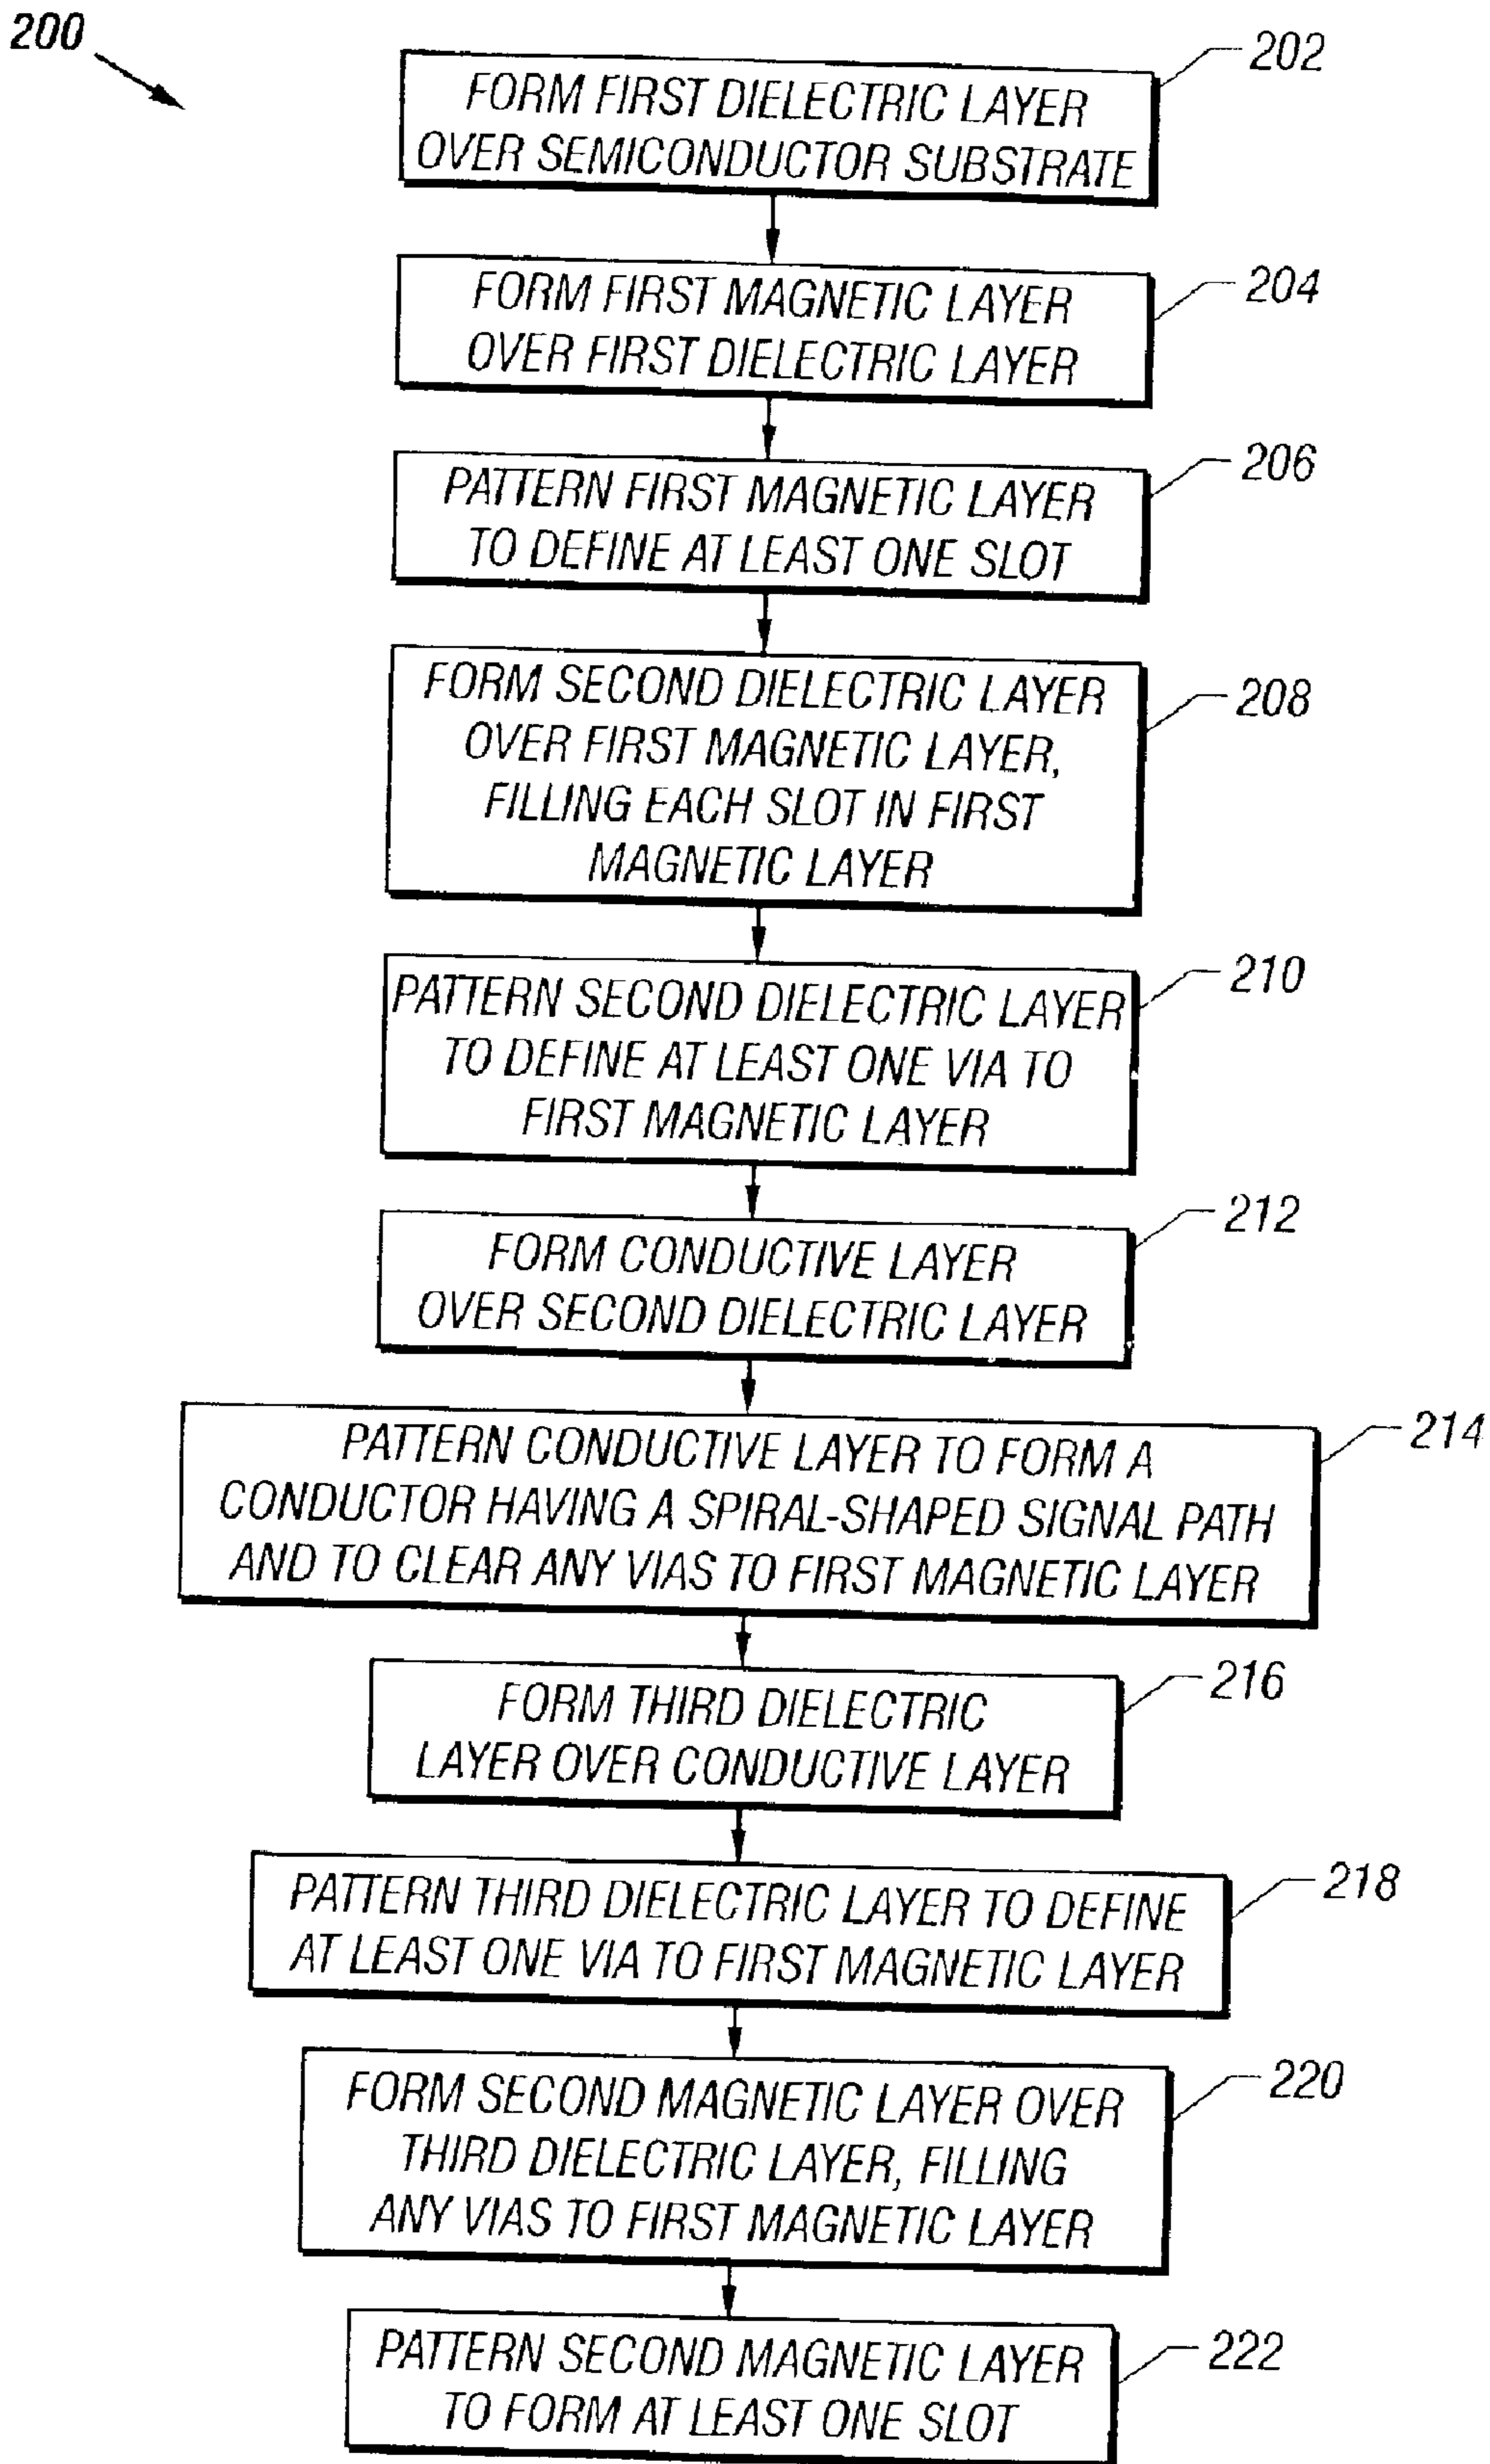 200
202
FORM FIRST DIELECTRIC LAYER
OVER SEMICONDUCTOR SUBSTRATE
204
FORM FIRST MAGNETIC LAYER
OVER FIRST DIELECTRIC LAYER
206
PATTERN FIRST MAGNETIC LAYER
TO DEFINE AT LEAST ONE SLOT
208
FORM SECOND DIELECTRIC LAYER
OVER FIRST MAGNETIC LAYER,
FILLING EACH SLOT IN FIRST
MAGNETIC LAYER
210
PATTERN SECOND DIELECTRIC LAYER
TO DEFINE AT LEAST ONE VIA TO
FIRST MAGNETIC LAYER
212
FORM CONDUCTIVE LAYER
OVER SECOND DIELECTRIC LAYER
214
PATTERN CONDUCTIVE LAYER TO FORM A
CONDUCTOR HAVING A SPIRAL-SHAPED SIGNAL PATH
AND TO CLEAR ANY VIAS TO FIRST MAGNETIC LAYER
216
FORM THIRD DIELECTRIC
LAYER OVER CONDUCTIVE LAYER
218
PATTERN THIRD DIELECTRIC LAYER TO DEFINE
AT LEAST ONE VIA TO FIRST MAGNETIC LAYER
220
FORM SECOND MAGNETIC LAYER OVER
THIRD DIELECTRIC LAYER, FILLING
ANY VIAS TO FIRST MAGNETIC LAYER
222
PATTERN SECOND MAGNETIC LAYER
TO FORM AT LEAST ONE SLOT